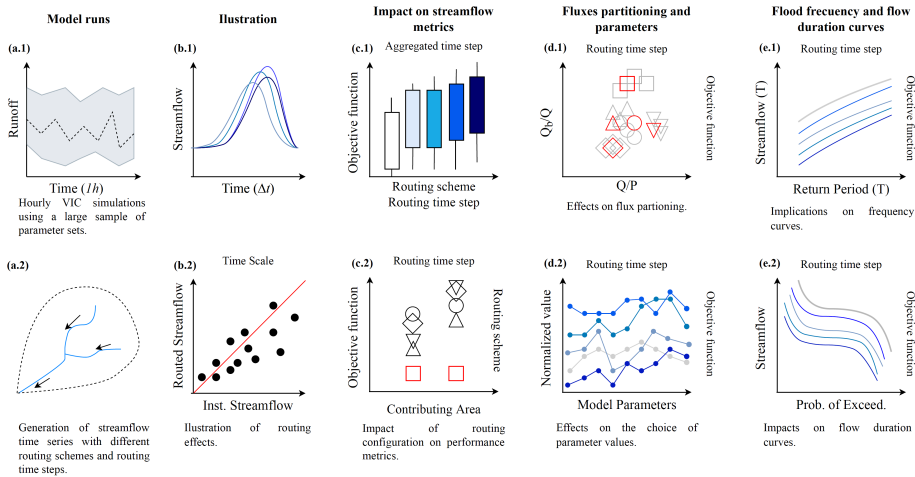 Model runs
Illustration
Impact on streamflow
metrics
Fluxes partitioning and
parameters
Flood frecuency and flow
duration curves
(a.1)
Runoff
Time (1h)
Hourly VIC simulations
using a large sample of
parameter sets.
(b.1)
Streamflow
Time (Δt)
(c.1)
Aggregated time step
Objective function
Routing scheme
Routing time step
(d.1)
Routing time step
Qb/Q
Objective function
Q/P
Effects on flux partioning.
(e.1)
Routing time step
Streamflow (T)
Objective function
Return Period (T)
Implications on frequency
curves.
(a.2)
Generation of streamflow
time series with different
routing schemes and routing
time steps.
(b.2)
Time Scale
Routed Streamflow
Inst. Streamflow
Illustration of routing
effects.
(c.2)
Routing time step
Objective function
Routing scheme
Contributing Area
Impact of routing
configuration on performance
metrics.
(d.2)
Routing time step
Normalized value
Objective function
Model Parameters
Effects on the choice of
parameter values.
(e.2)
Routing time step
Streamflow
Objective function
Prob. of Exceed.
Impacts on flow duration
curves.